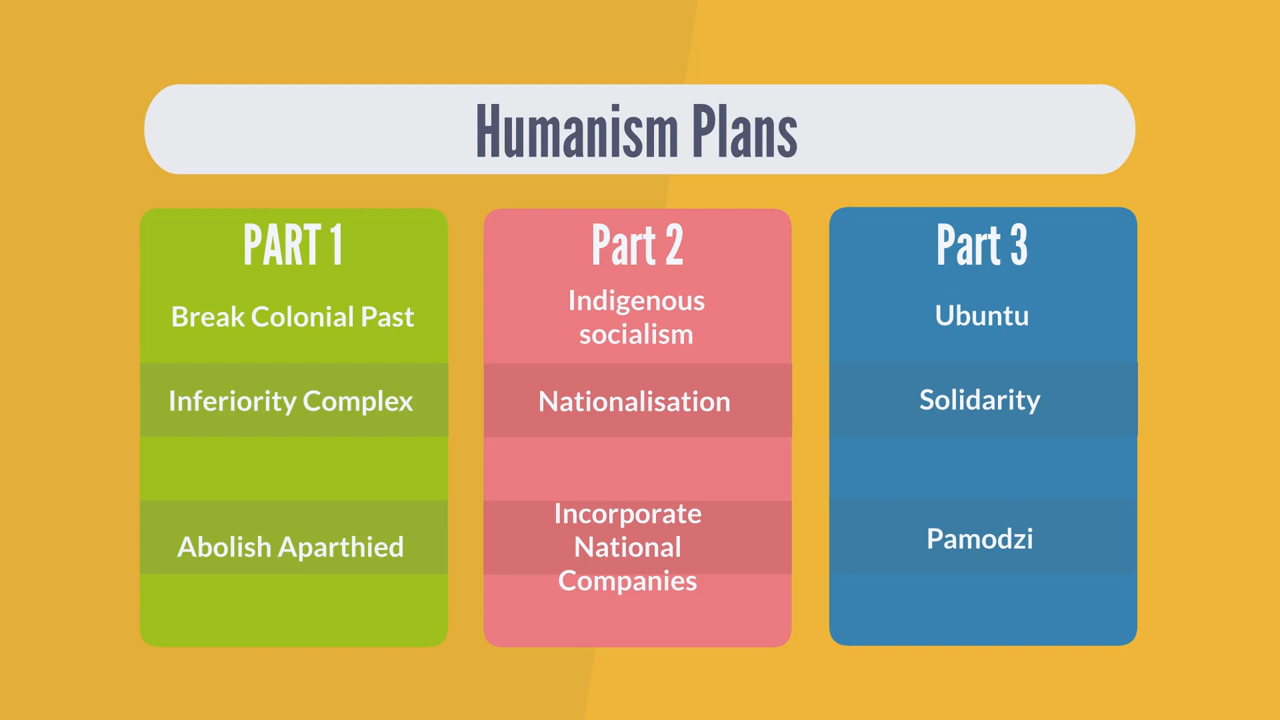 Humanism Plans
PART 1
Break Colonial Past
Inferiority Complex
Abolish Aparthied
Part 2
Indigenous
socialism
Nationalisation
Incorporate
National
Companies
Part 3
Ubuntu
Solidarity
Pamodzi